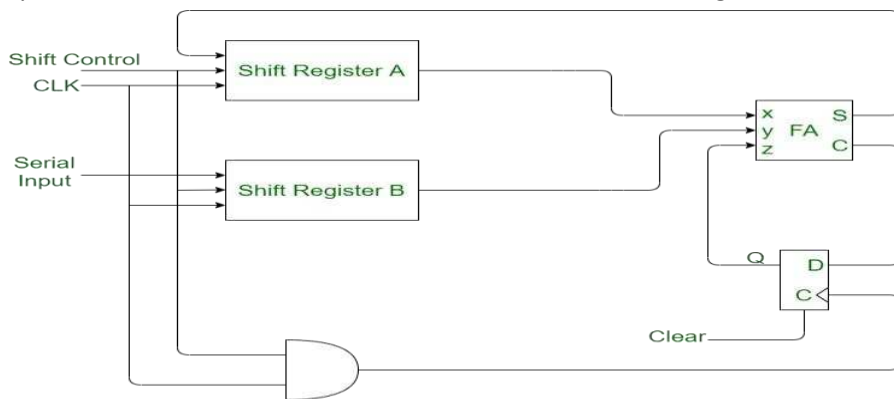 Shift Control
CLK
Shift Register A
x
y FA
z
S
C
Serial
Input
Shift Register B
Q
D
C
Clear